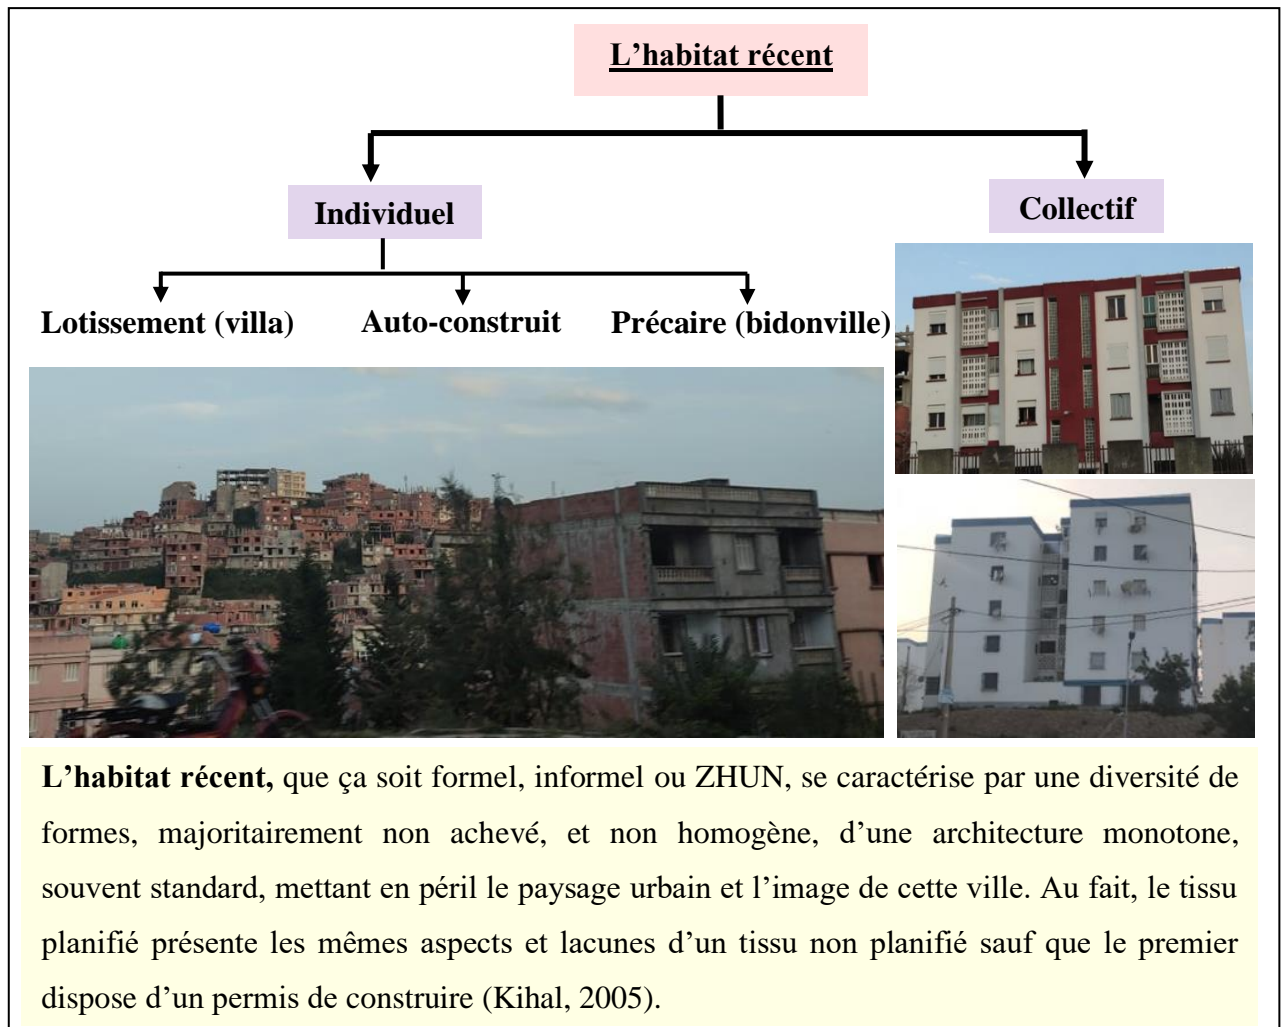 L’habitat récent
Individuel
Collectif
Lotissement (villa)
Auto-construit
Précaire (bidonville)
L’habitat récent, que ça soit formel, informel ou ZHUN, se caractérise par une diversité de
formes, majoritairement non achevé, et non homogène, d’une architecture monotone,
souvent standard, mettant en péril le paysage urbain et l’image de cette ville. Au fait, le tissu
planifié présente les mêmes aspects et lacunes d’un tissu non planifié sauf que le premier
dispose d’un permis de construire (Kihal, 2005).